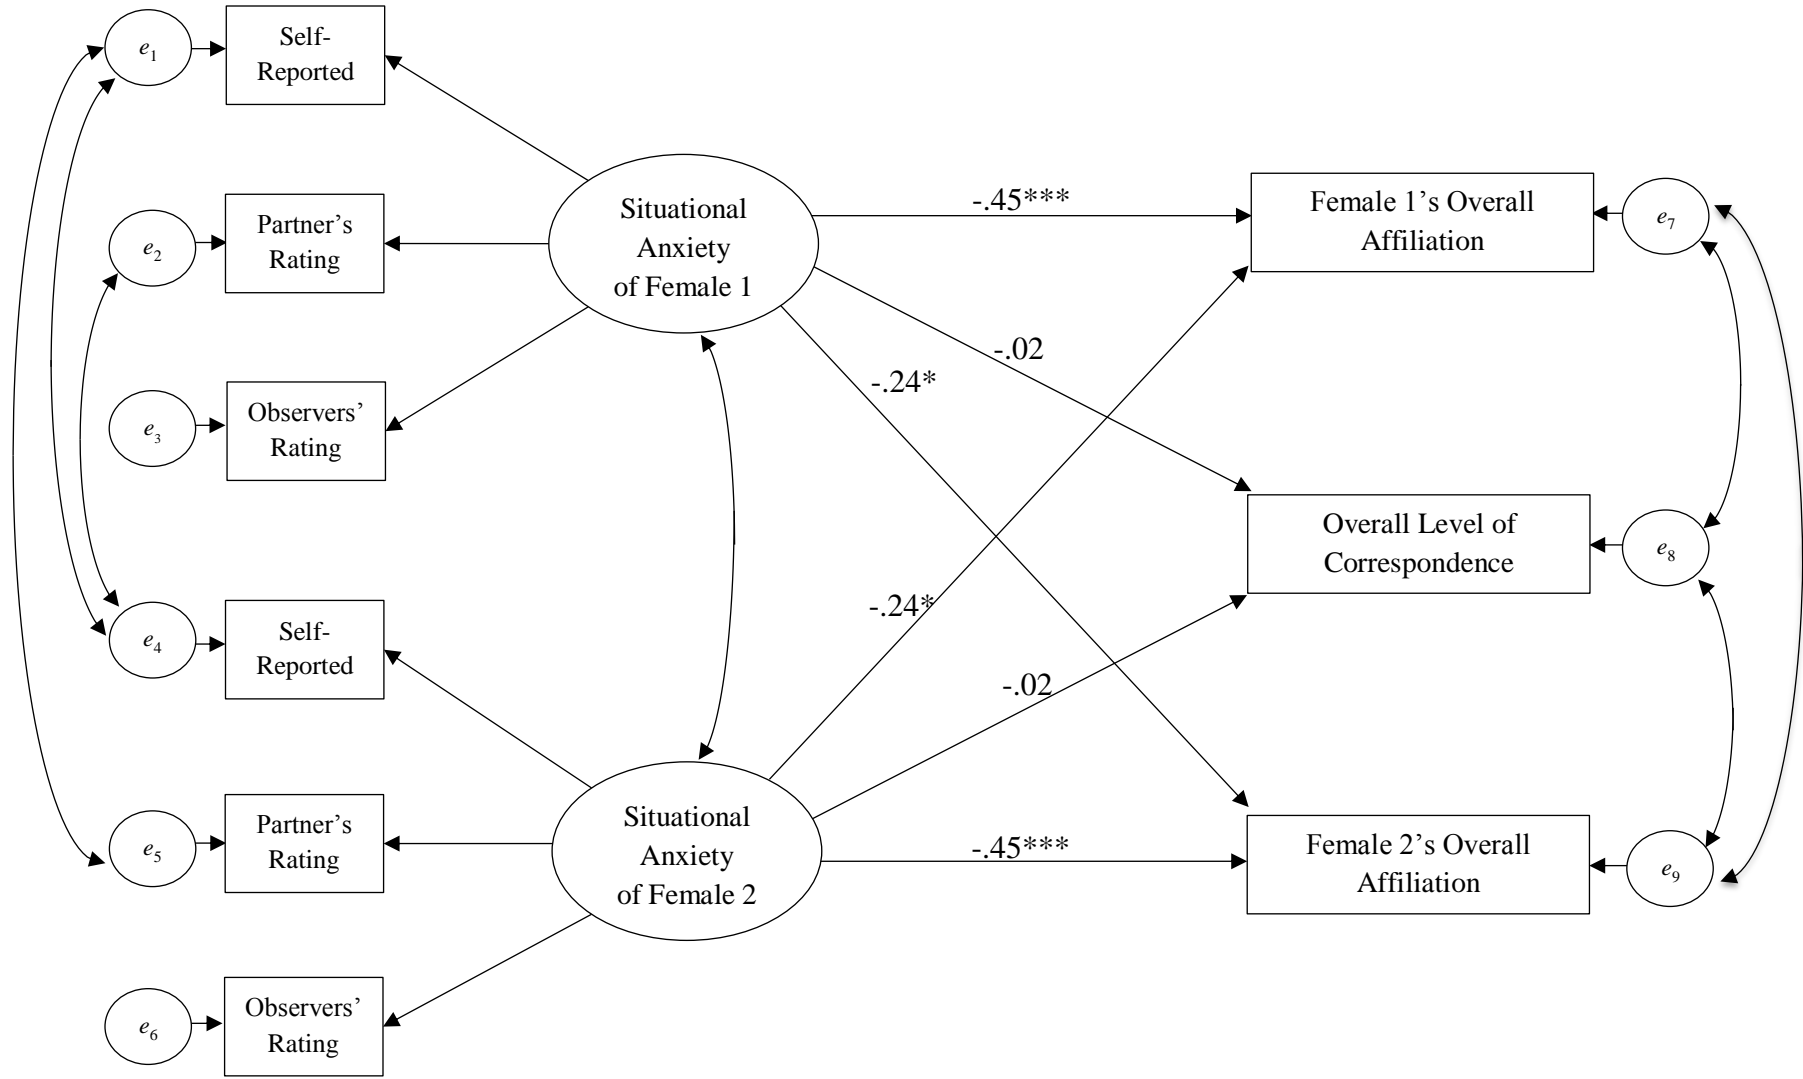 e1
Self-
Reported
e2
Partner’s
Rating
e3
Observers’
Rating
e4
Self-
Reported
e5
Partner’s
Rating
e6
Observers’
Rating
Situational
Anxiety
of Female 1
Situational
Anxiety
of Female 2
-.45***
-.02
-.24*
-.24*
-.02
-.45***
Female 1’s Overall
Affiliation
e7
Overall Level of
Correspondence
e8
Female 2’s Overall
Affiliation
e9